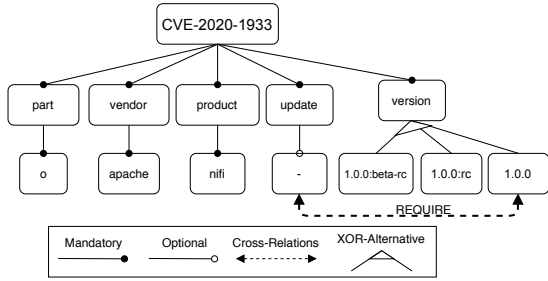 CVE-2020-1933
part vendor product update version
o apache nifi - 1.0.0:beta-rc 1.0.0:rc 1.0.0
REQUIRE
Mandatory Optional Cross-Relations XOR-Alternative